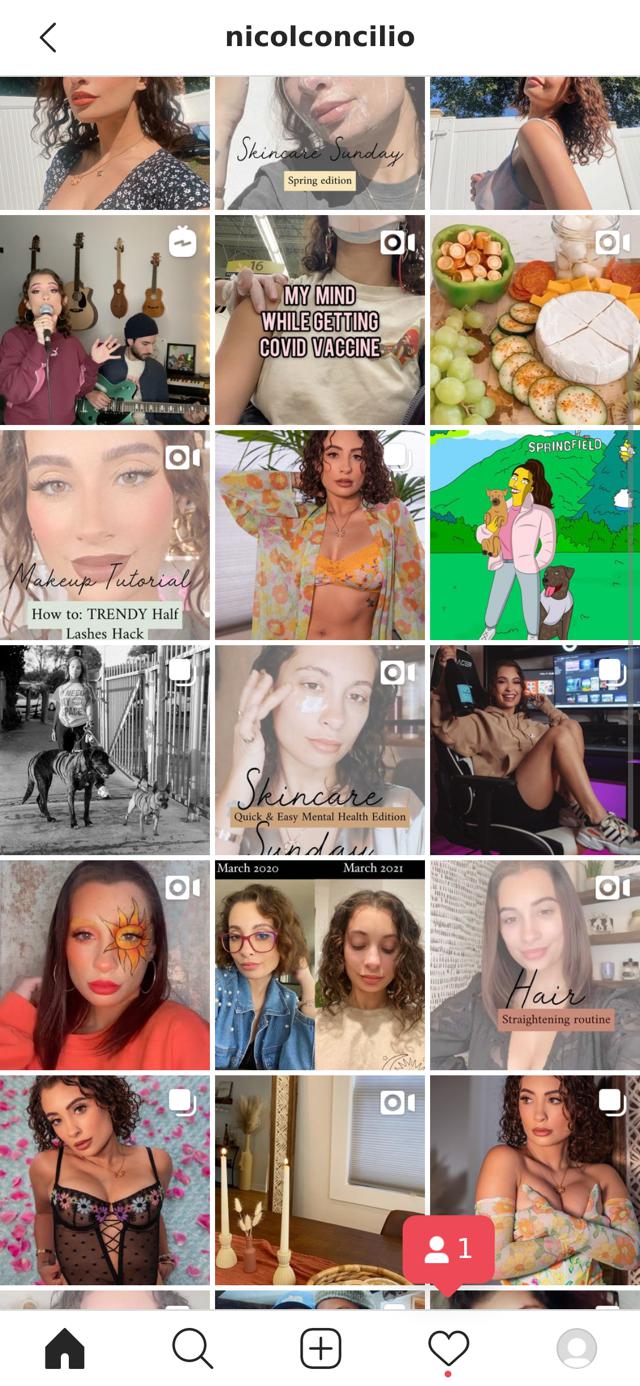 nicolconcilio
Skincare Sunday
Spring edition
16
MY MIND
WHILE GETTING
COVID VACCINE
SPRINGFIELD
Makeup Tutorial
How to: TRENDY Half
Lashes Hack
Skincare
Quick & Easy Mental Health Edition
Sunday
March 2020 March 2021
Hair
Straightening routine
1